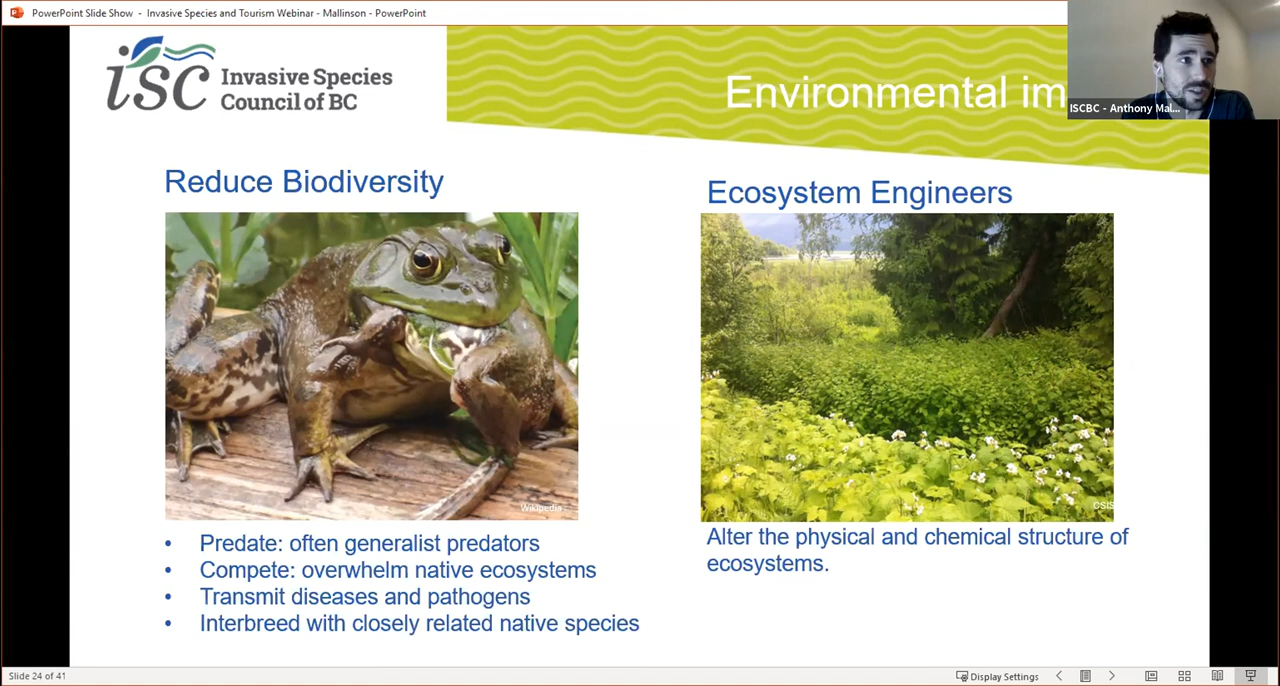 PowerPoint Slide Show - Invasive Species and Tourism Webinar - Mallinson - PowerPoint
isc Invasive Species
Council of BC
Environmental im
ISCBC - Anthony Mal...
Reduce Biodiversity
Ecosystem Engineers
Wikipedia
CSIS
• Predate: often generalist predators
• Compete: overwhelm native ecosystems
• Transmit diseases and pathogens
• Interbreed with closely related native species
Alter the physical and chemical structure of
ecosystems.
Slide 24 of 41
Display Settings